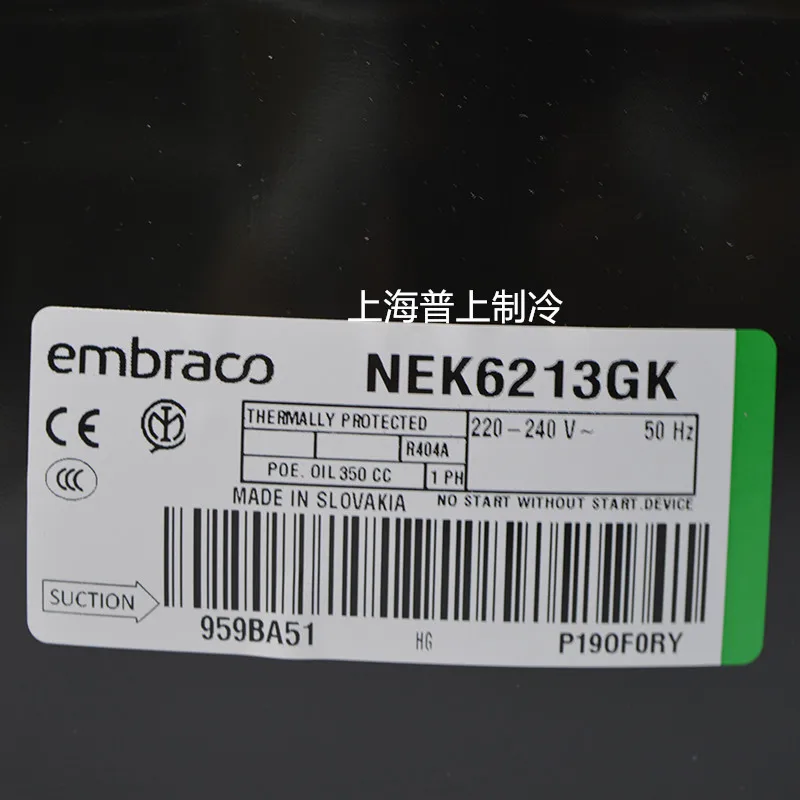 上海普上制冷
embraco NEK6213GK
CE
THERMALLY PROTECTED
220-240 V~ 50 Hz
R404A
CCC
POE. OIL 350 CC 1 PH
MADE IN SLOVAKIA NO START WITHOUT START.DEVICE
SUCTION
959BA51 HG P190F0RY